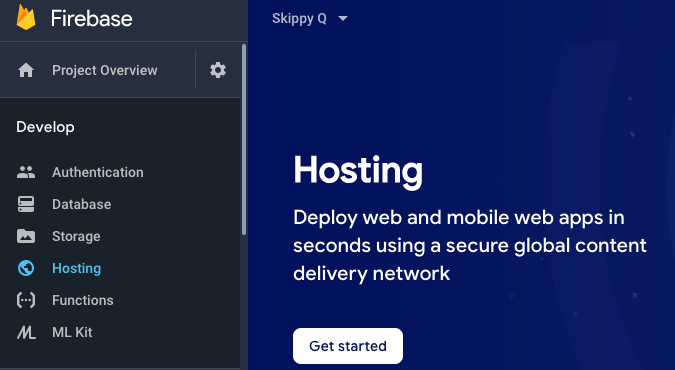 Firebase
Project Overview
Develop
Authentication
Database
Storage
Hosting
Functions
ML Kit
Skippy Q
Hosting
Deploy web and mobile web apps in
seconds using a secure global content
delivery network
Get started